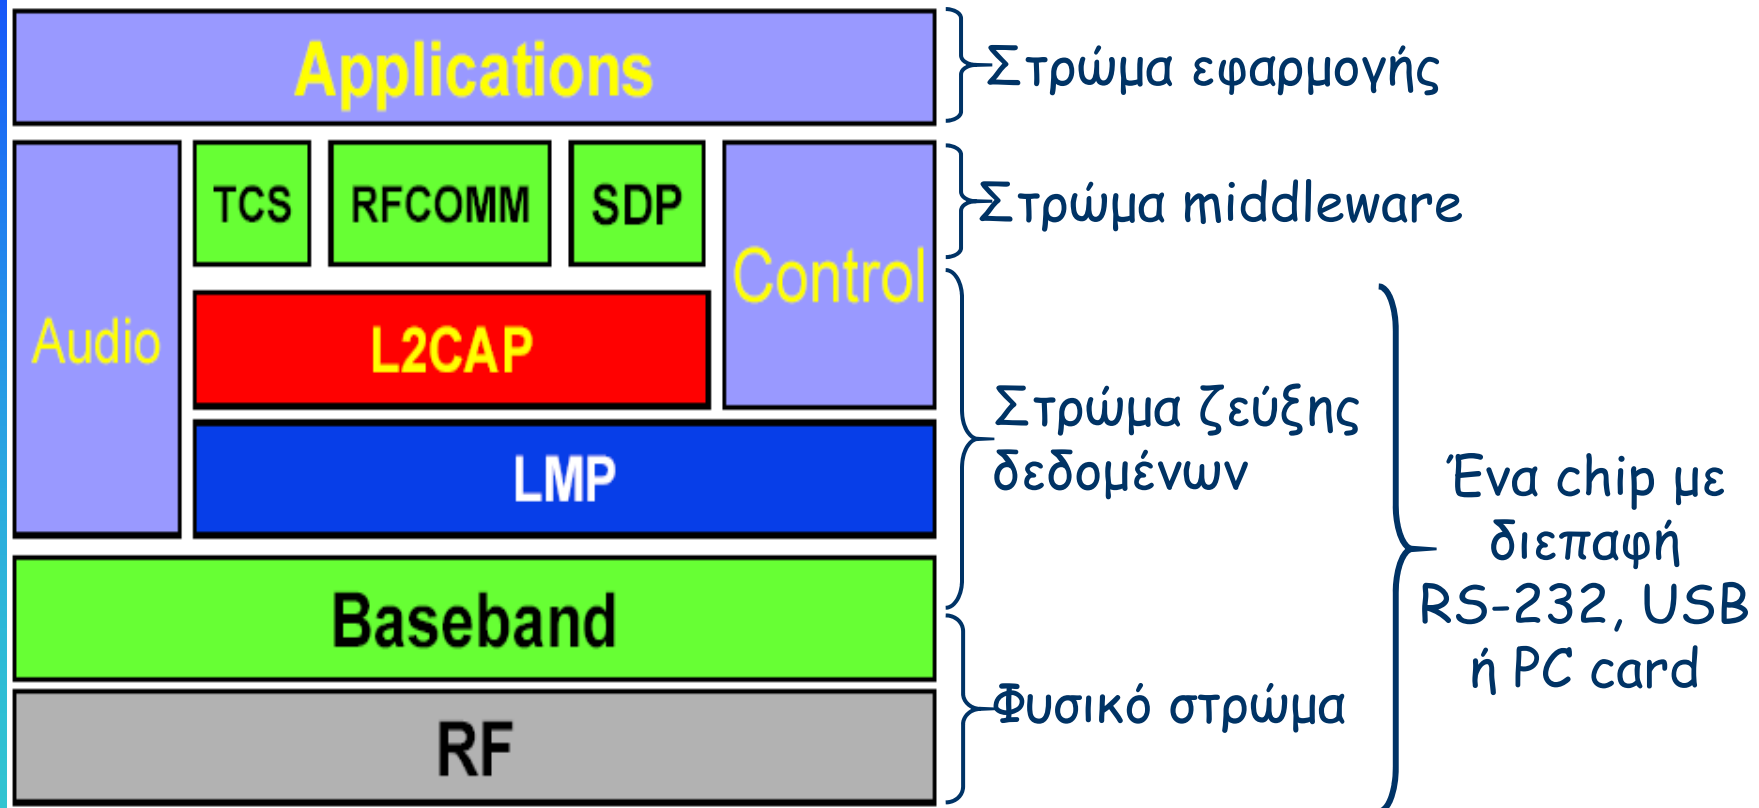 Applications
Στρώμα εφαρμογής
TCS
RFCOMM
SDP
Στρώμα middleware
Control
Audio
L2CAP
Στρώμα ζεύξης
δεδομένων
LMP
Ένα chip με
διεπαφή
RS-232, USB
ή PC card
Baseband
Φυσικό στρώμα
RF